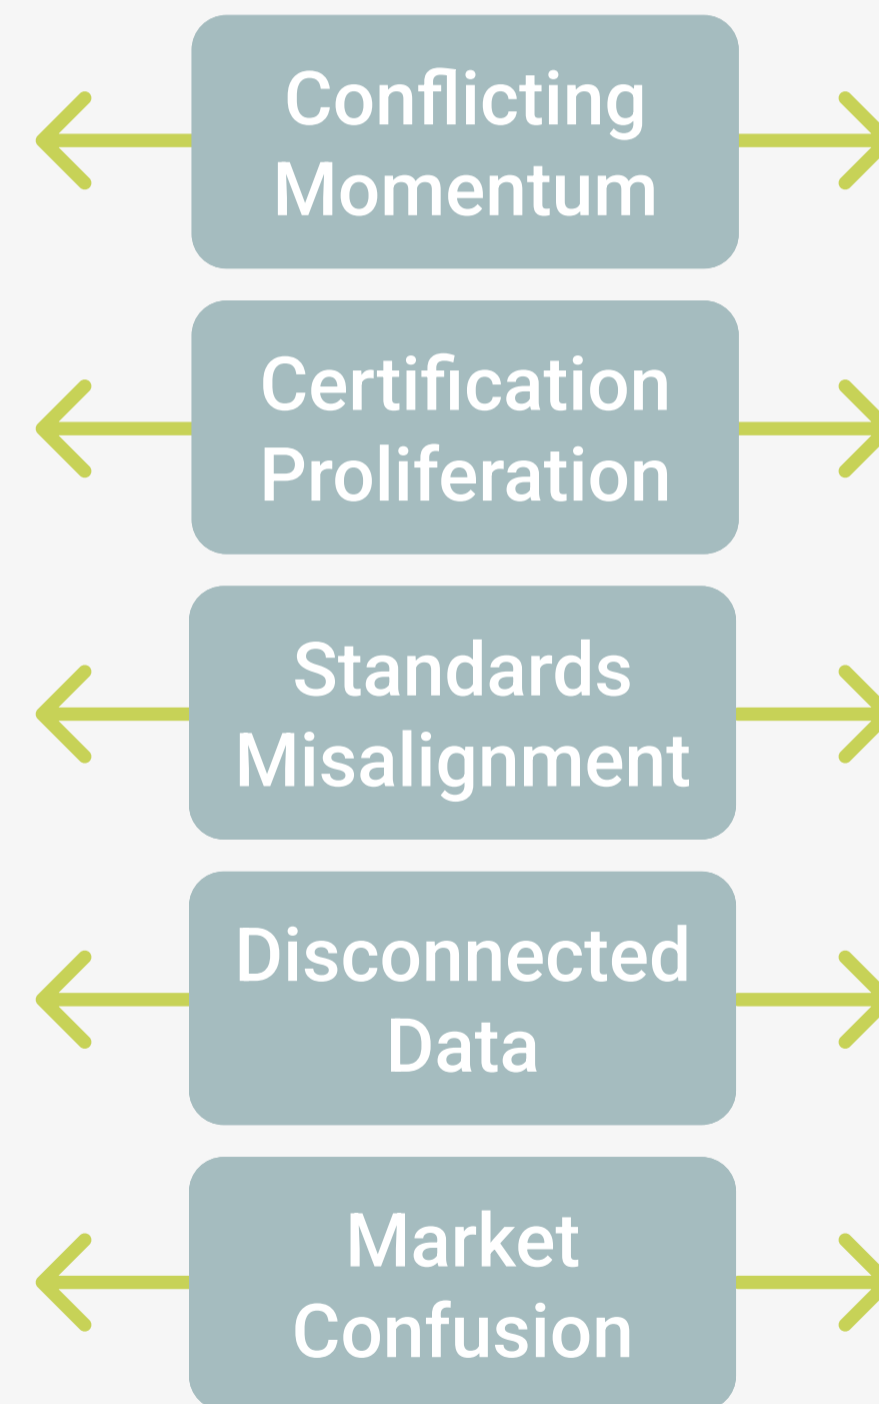 Conflicting
Momentum
Certification
Proliferation
Standards
Misalignment
Disconnected
Data
Market
Confusion